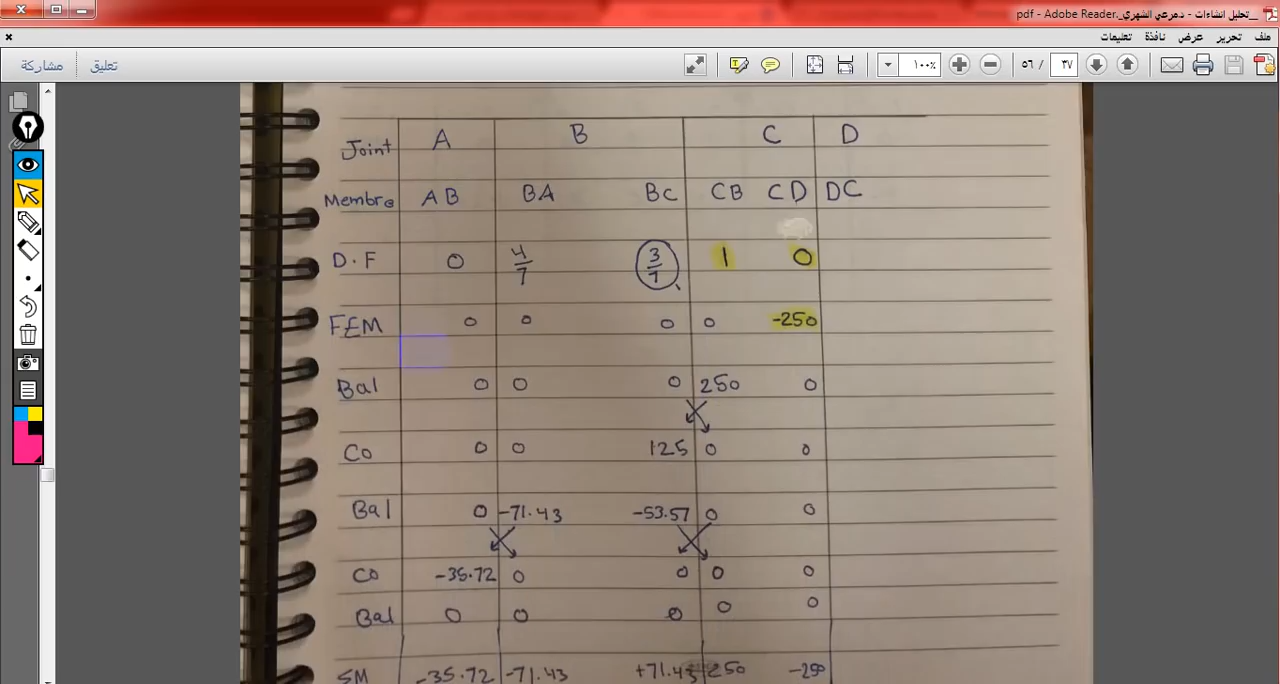 تحليل انشاءات - د.مرعي الشهري_.pdf - Adobe Reader
ملف تحرير عرض نافذة تعليمات
٣٧ / ٥٦ ١٠٠٪ تعليق مشاركة
Joint A B C D
Membre AB BA BC CB CD DC
D.F 0 4/7 3/7 1 0
FEM 0 0 0 0 -250
Bal 0 0 0 250 0
Co 0 0 125 0 0
Bal 0 -71.43 -53.57 0 0
Co -35.72 0 0 0 0
Bal 0 0 0 0 0
SM -35.72 -71.43 +71.43 250 -250